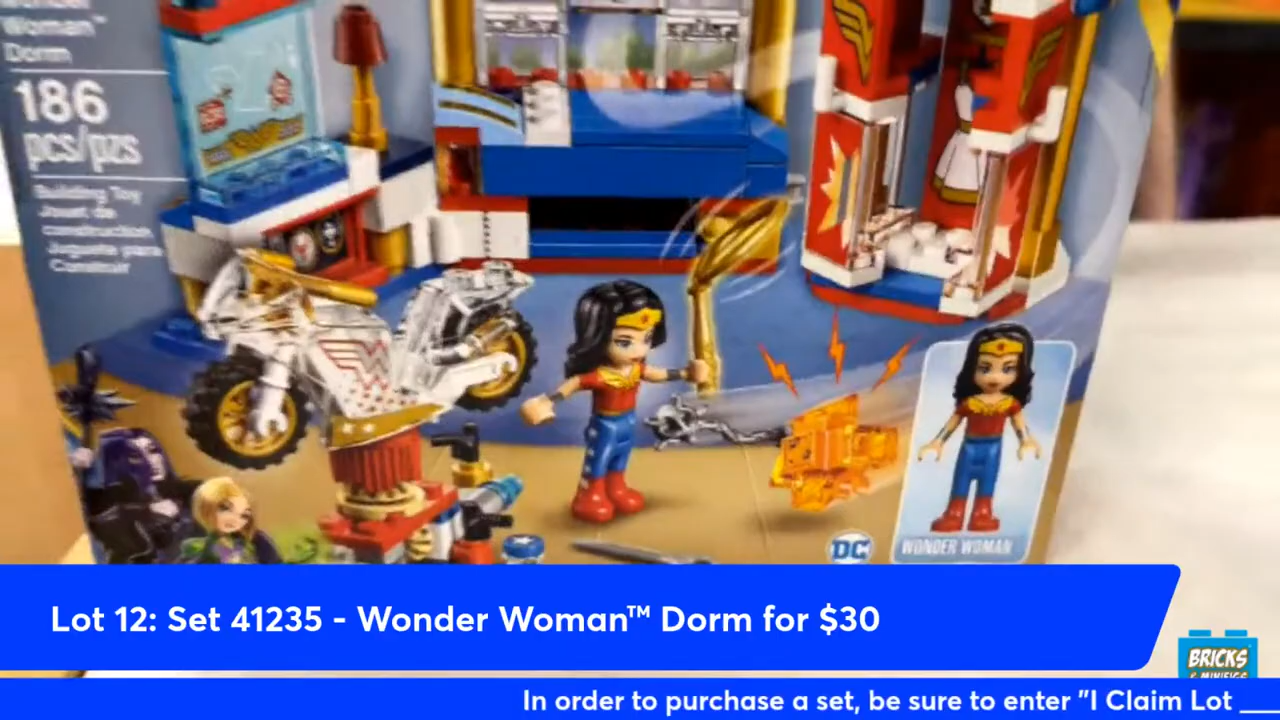 Wonder
Woman™
Dorm
186
pcs/pzs
Building Toy
Jouet de
construction
Juguete para
Construir
DC
WONDER WOMAN
Lot 12: Set 41235 - Wonder Woman™ Dorm for $30
BRICKS
& MINIFIGS
In order to purchase a set, be sure to enter "I Claim Lot ___